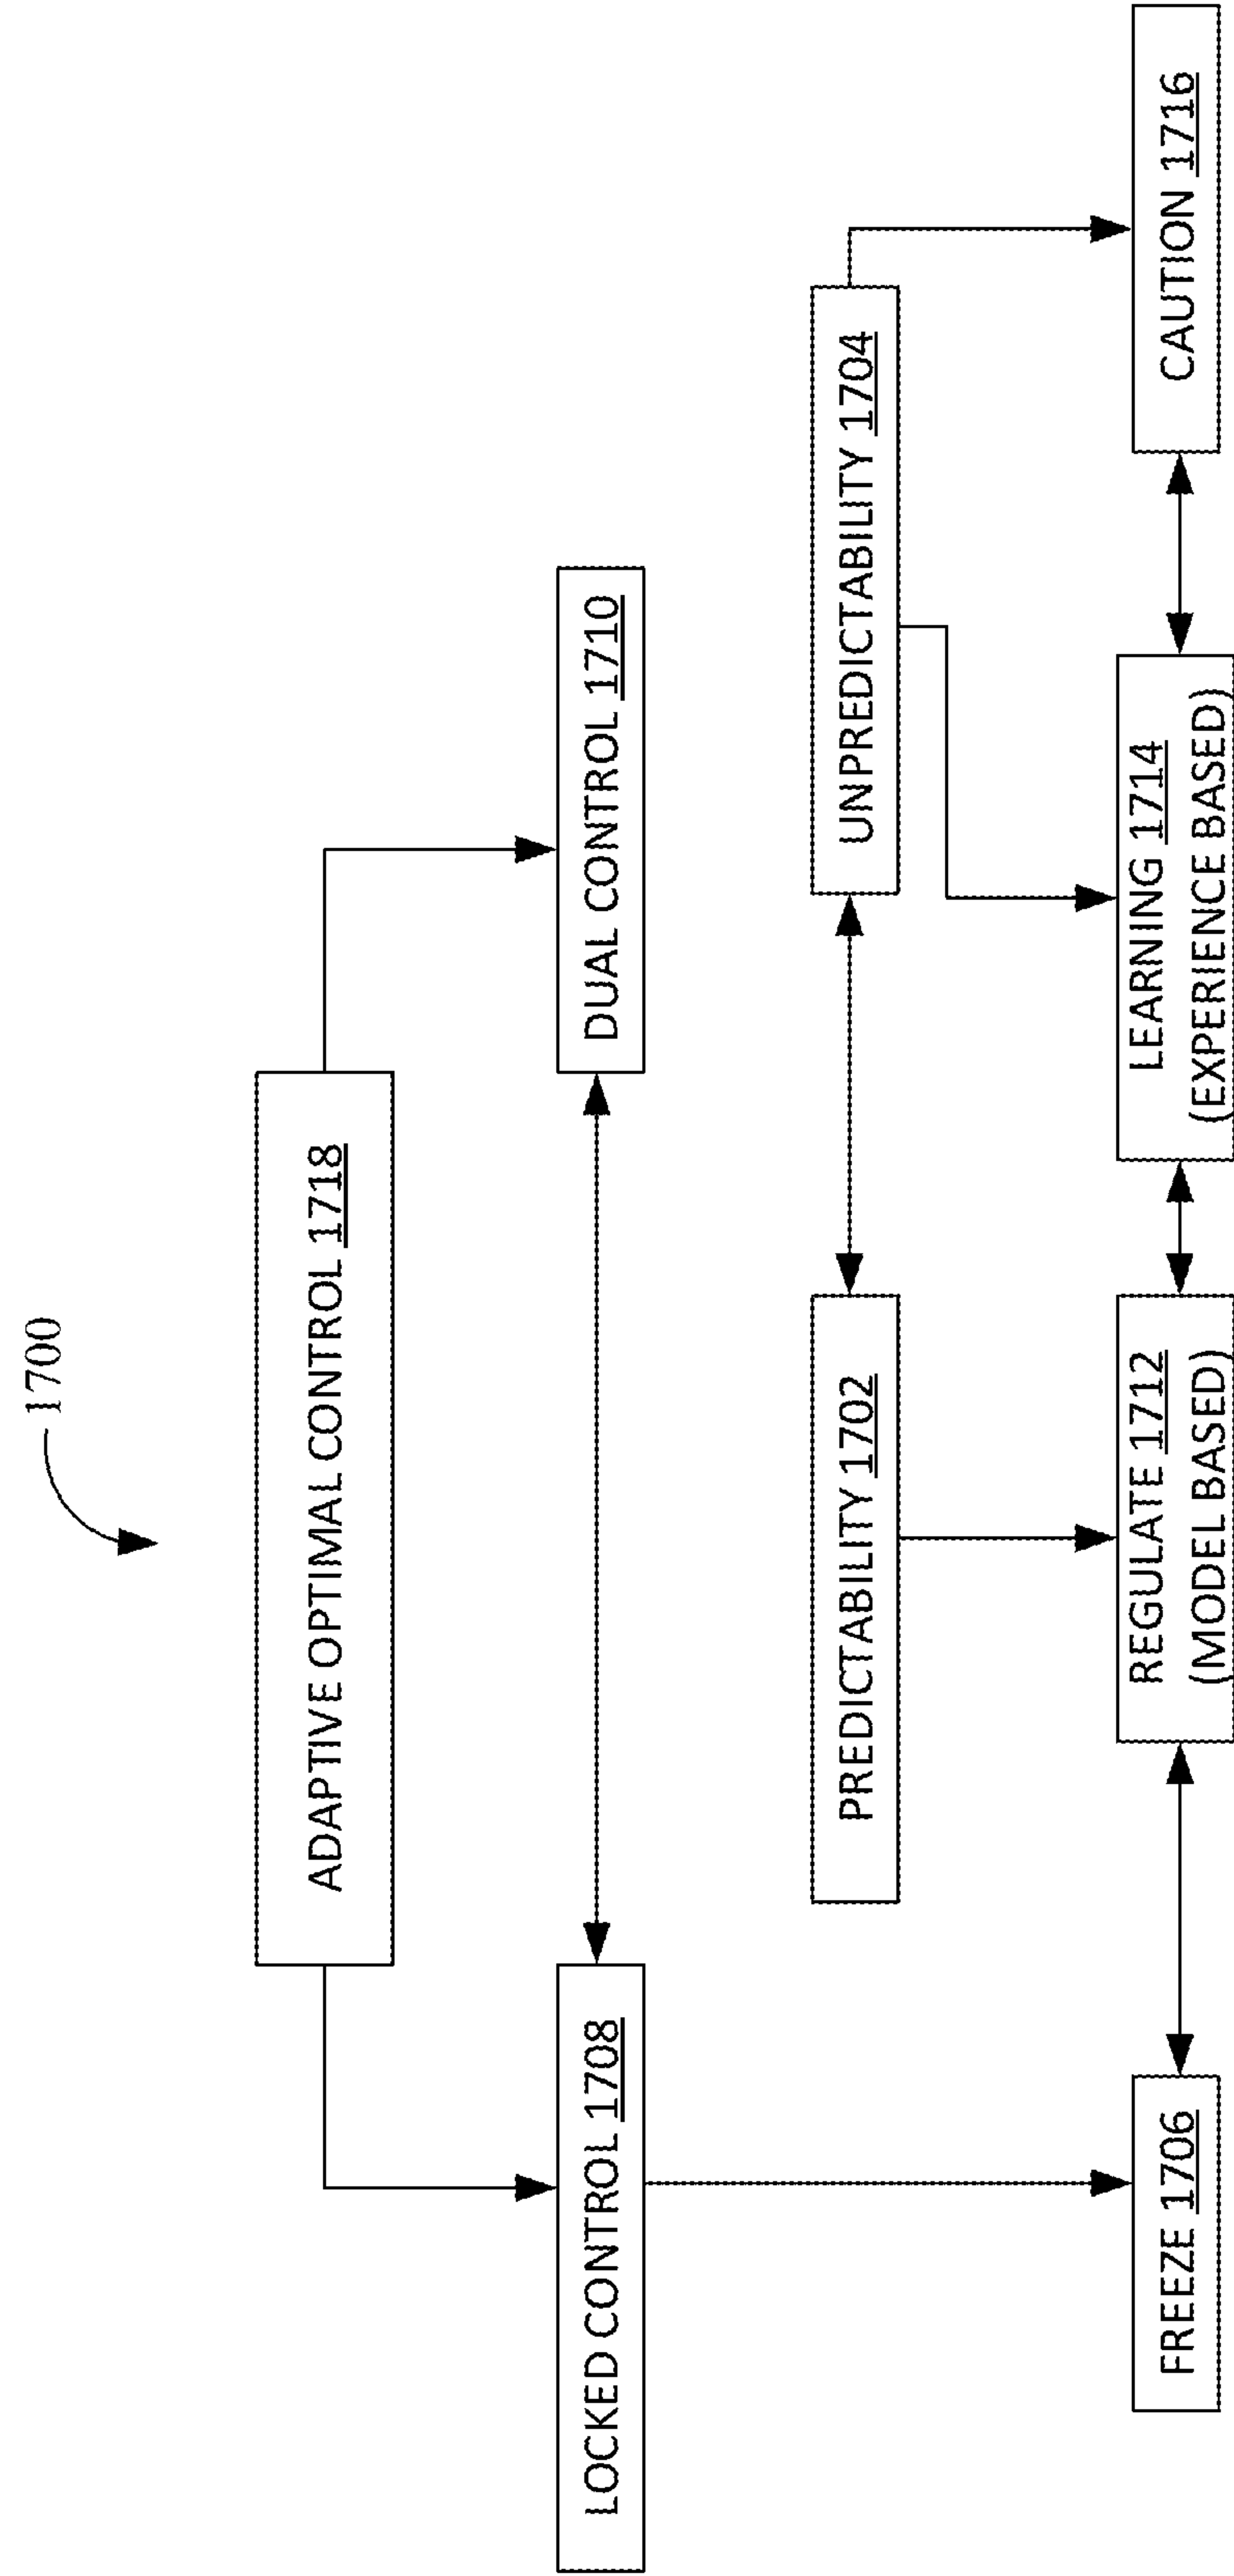 1700
ADAPTIVE OPTIMAL CONTROL 1718
LOCKED CONTROL 1708
DUAL CONTROL 1710
PREDICTABILITY 1702
UNPREDICTABILITY 1704
FREEZE 1706
REGULATE 1712
(MODEL BASED)
LEARNING 1714
(EXPERIENCE BASED)
CAUTION 1716